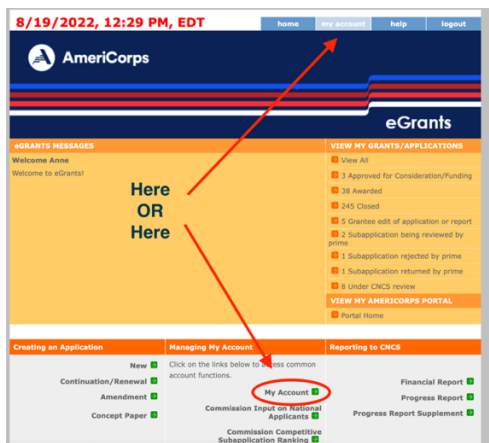 8/19/2022, 12:29 PM, EDT
home
my account
help
logout
AmeriCorps
eGrants
eGRANTS MESSAGES
Welcome Anne
Welcome to eGrants!
Here
OR
Here
VIEW MY GRANTS/APPLICATIONS
View All
3 Approved for Consideration/Funding
38 Awarded
245 Closed
5 Grantee edit of application or report
2 Subapplication being reviewed by
prime
1 Subapplication rejected by prime
1 Subapplication returned by prime
8 Under CNCS review
VIEW MY AMERICORPS PORTAL
Portal Home
Creating an Application
New
Continuation/Renewal
Amendment
Concept Paper
Managing My Account
Click on the links below to access common
account functions.
My Account
Commission Input on National
Applicants
Commission Competitive
Subapplication Ranking
Reporting to CNCS
Financial Report
Progress Report
Progress Report Supplement